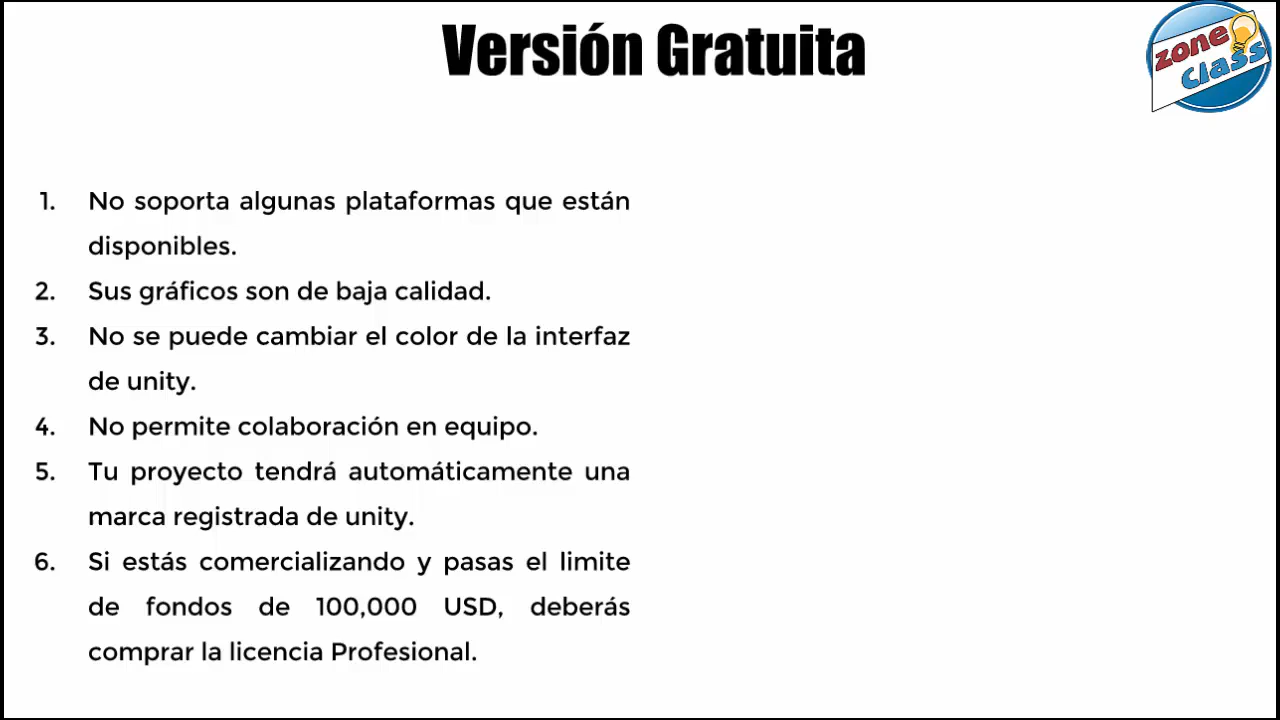 Versión Gratuita
zone
class
1. No soporta algunas plataformas que están
disponibles.
2. Sus gráficos son de baja calidad.
3. No se puede cambiar el color de la interfaz
de unity.
4. No permite colaboración en equipo.
5. Tu proyecto tendrá automáticamente una
marca registrada de unity.
6. Si estás comercializando y pasas el limite
de fondos de 100,000 USD, deberás
comprar la licencia Profesional.